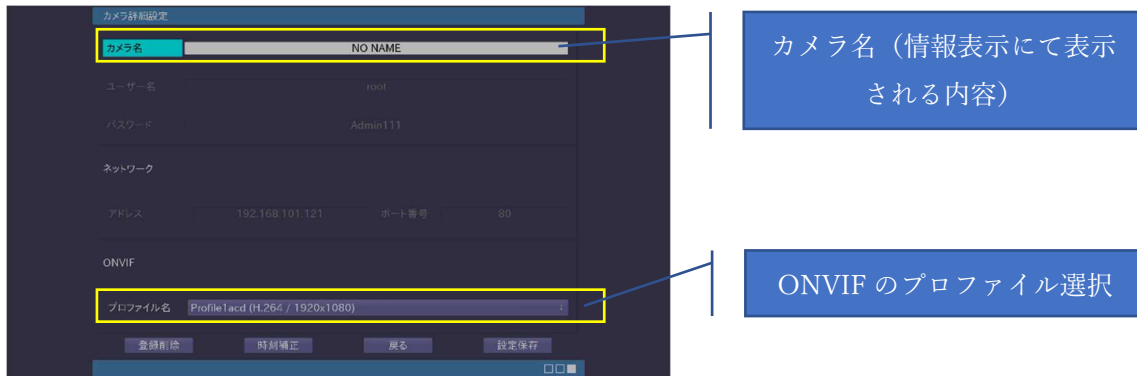 カメラ詳細設定
カメラ名 NO NAME
ユーザー名 root
パスワード Admin111
ネットワーク
アドレス 192.168.101.121 ポート番号 80
ONVIF
プロファイル名 Profile1acd (H.264 / 1920x1080)
登録削除 時刻補正 戻る 設定保存
カメラ名（情報表示にて表示
される内容）
ONVIF のプロファイル選択